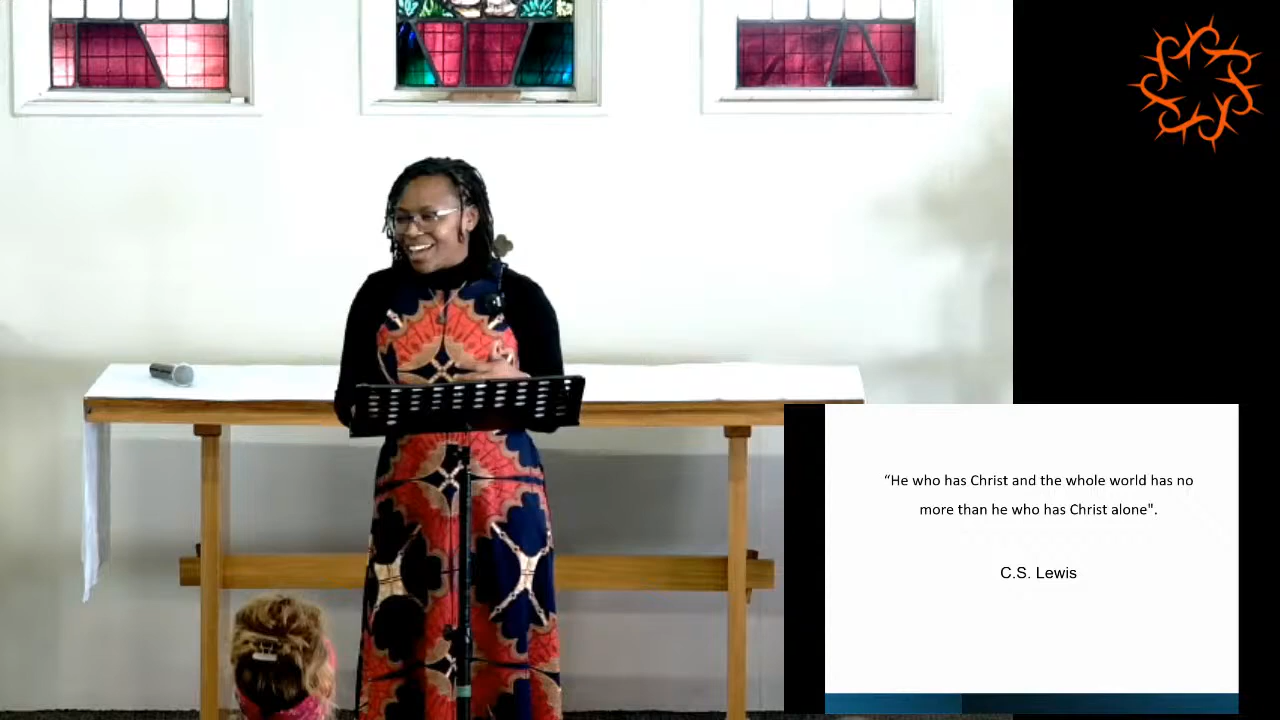 “He who has Christ and the whole world has no
more than he who has Christ alone".
C.S. Lewis